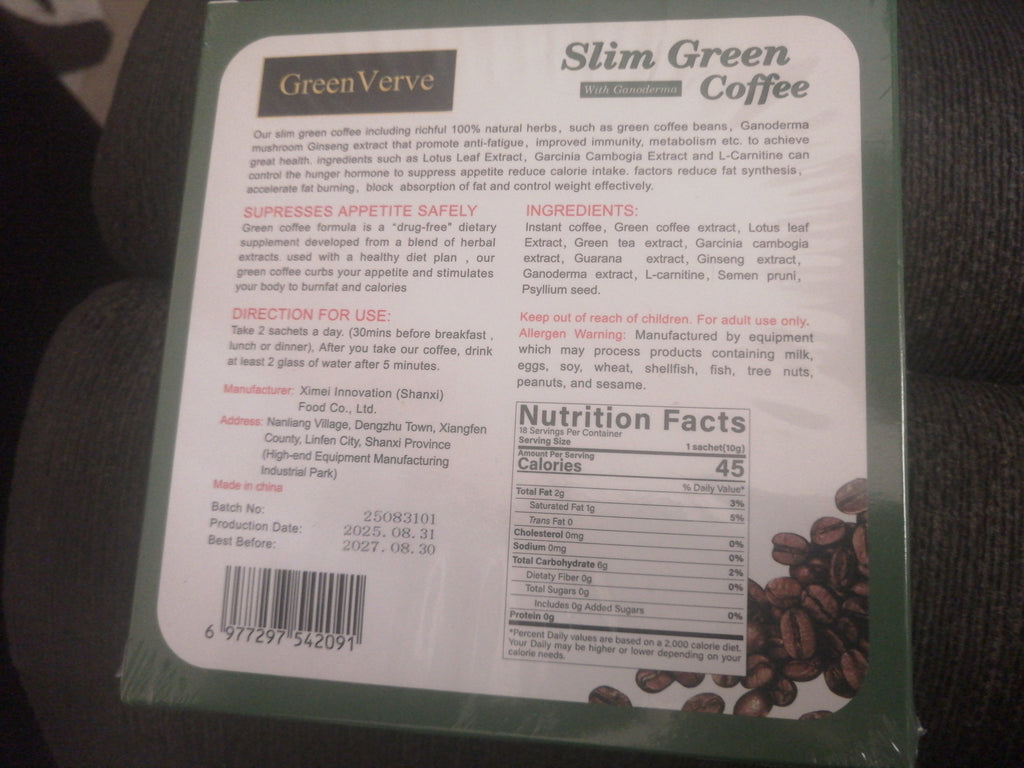 GreenVerve
Slim Green
With Ganoderma Coffee
Our slim green coffee including richful 100% natural herbs, such as green coffee beans, Ganoderma
mushroom Ginseng extract that promote anti-fatigue, improved immunity, metabolism etc. to achieve
great health. ingredients such as Lotus Leaf Extract, Garcinia Cambogia Extract and L-Carnitine can
control the hunger hormone to suppress appetite reduce calorie intake. factors reduce fat synthesis,
accelerate fat burning, block absorption of fat and control weight effectively.
SUPRESSES APPETITE SAFELY
Green coffee formula is a "drug-free" dietary
supplement developed from a blend of herbal
extracts. used with a healthy diet plan , our
green coffee curbs your appetite and stimulates
your body to burnfat and calories
DIRECTION FOR USE:
Take 2 sachets a day. (30mins before breakfast ,
lunch or dinner), After you take our coffee, drink
at least 2 glass of water after 5 minutes.
Manufacturer: Ximei Innovation (Shanxi)
Food Co., Ltd.
Address: Nanliang Village, Dengzhu Town, Xiangfen
County, Linfen City, Shanxi Province
(High-end Equipment Manufacturing
Industrial Park)
Made in china
Batch No: 25083101
Production Date: 2025.08.31
Best Before: 2027.08.30
6 977297 542091
INGREDIENTS:
Instant coffee, Green coffee extract, Lotus leaf
Extract, Green tea extract, Garcinia cambogia
extract, Guarana extract, Ginseng extract,
Ganoderma extract, L-carnitine, Semen pruni,
Psyllium seed.
Keep out of reach of children. For adult use only.
Allergen Warning: Manufactured by equipment
which may process products containing milk,
eggs, soy, wheat, shellfish, fish, tree nuts,
peanuts, and sesame.
Nutrition Facts
18 Servings Per Container
Serving Size 1 sachet(10g)
Amount Per Serving
Calories 45
% Daily Value*
Total Fat 2g 3%
Saturated Fat 1g 5%
Trans Fat 0
Cholesterol 0mg 0%
Sodium 0mg 0%
Total Carbohydrate 6g 2%
Dietaty Fiber 0g 0%
Total Sugars 0g
Includes 0g Added Sugars 0%
Protein 0g
*Percent Daily values are based on a 2,000 calorie diet.
Your Daily may be higher or lower depending on your
calorie needs.